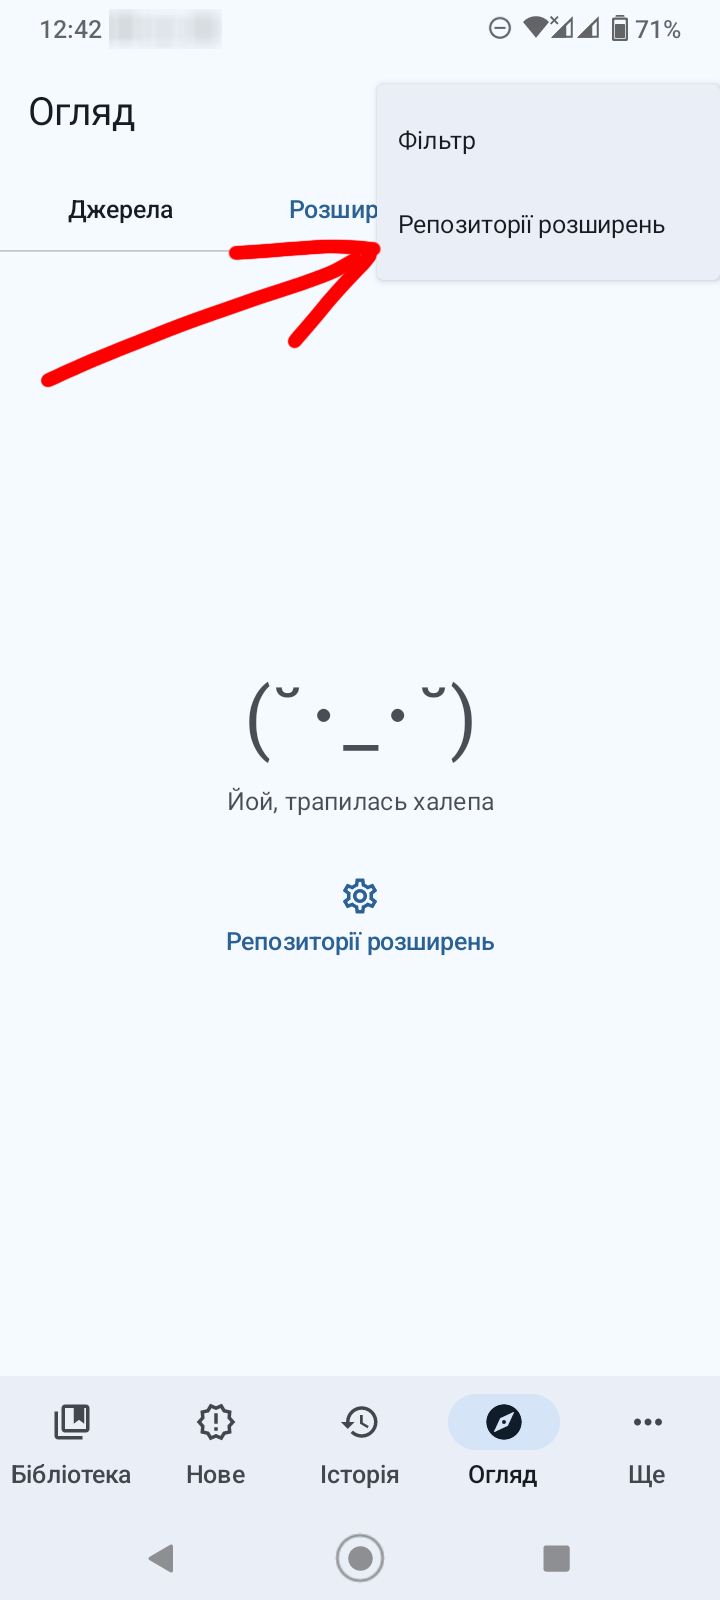 12:42 71%
Огляд
Фільтр
Джерела Розшир
Репозиторії розширень
(˘•_•˘)
Йой, трапилась халепа
Репозиторії розширень
Бібліотека Нове Історія Огляд Ще